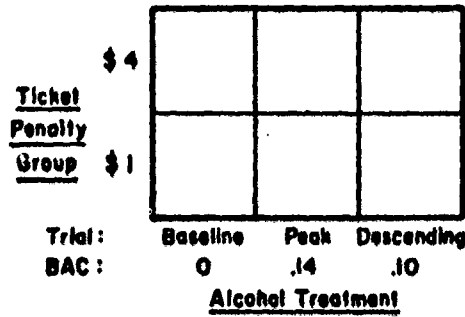 $4
Ticket
Penalty
Group $1
Trial: Baseline Peak Descending
BAC: 0 .14 .10
Alcohol Treatment